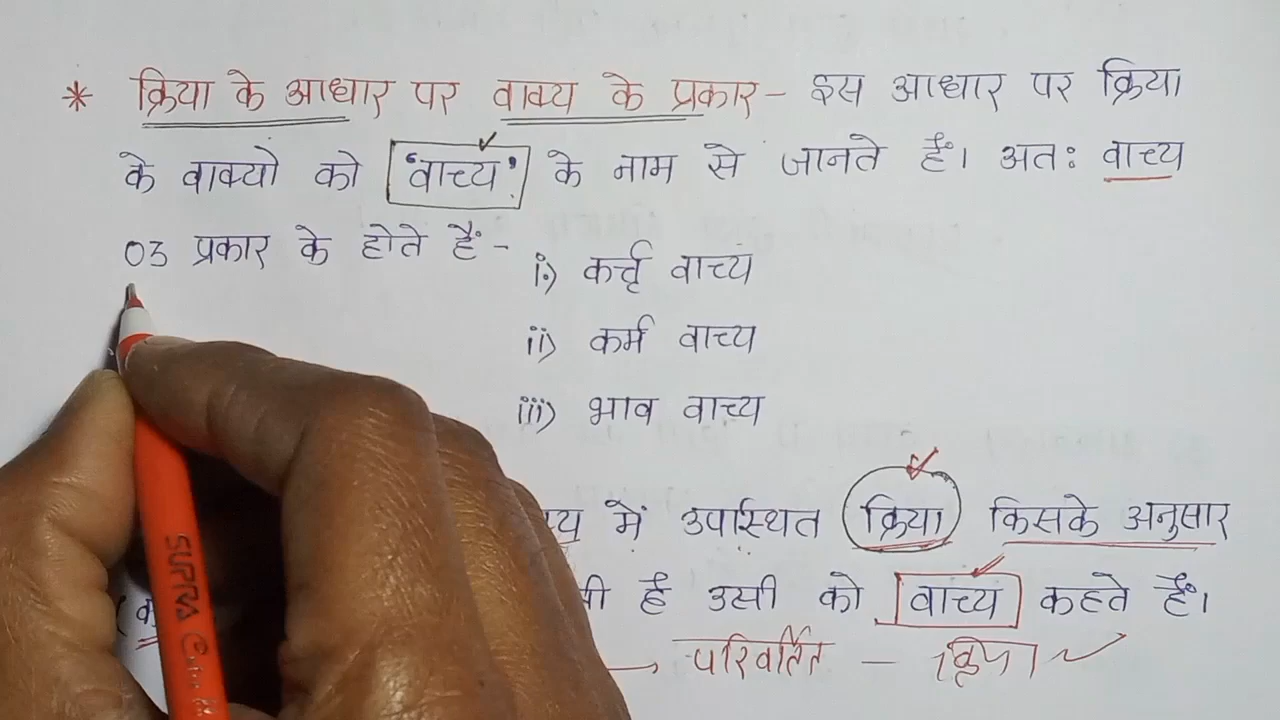 * क्रिया के आधार पर वाक्य के प्रकार – इस आधार पर क्रिया
के वाक्यो को 'वाच्य' के नाम से जानते हैं। अतः वाच्य
03 प्रकार के होते हैं -
i) कर्त्तृ वाच्य
ii) कर्म वाच्य
iii) भाव वाच्य
में उपस्थित क्रिया किसके अनुसार
है उसी को वाच्य कहते हैं।
→ परिवर्तित – क्रिया
SUPRA